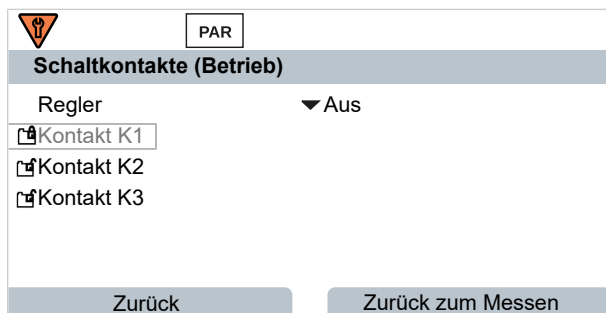 PAR
Schaltkontakte (Betrieb)
Regler Aus
Kontakt K1
Kontakt K2
Kontakt K3
Zurück Zurück zum Messen